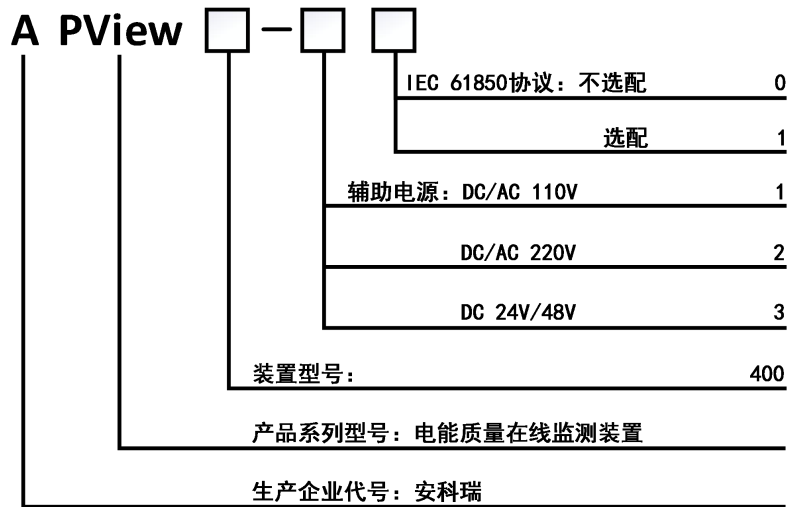 A PView □-□ □
IEC 61850协议：不选配 0
选配 1
辅助电源：DC/AC 110V 1
DC/AC 220V 2
DC 24V/48V 3
装置型号： 400
产品系列型号：电能质量在线监测装置
生产企业代号：安科瑞